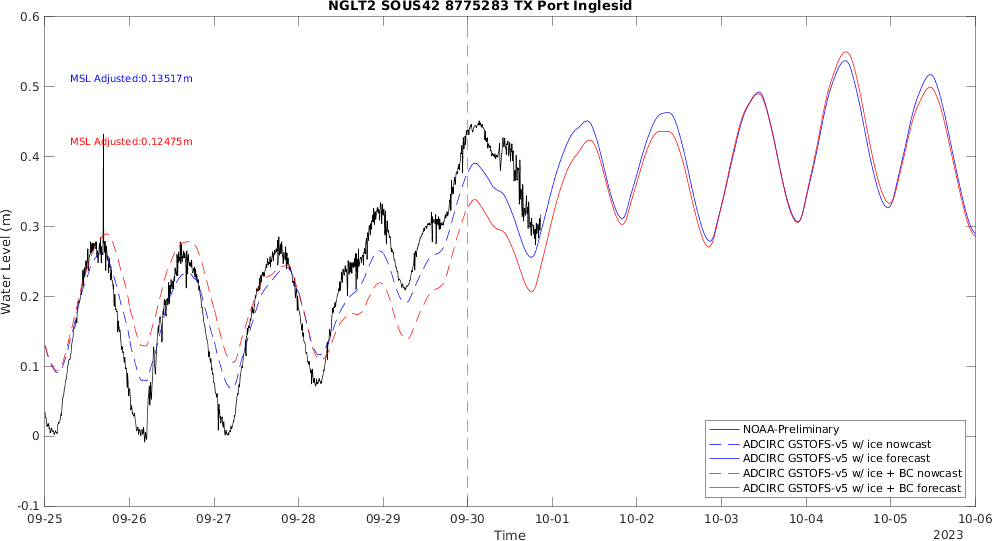 NGLT2 SOUS42 8775283 TX Port Inglesid
0.6
0.5
0.4
0.3
0.2
0.1
0
-0.1
Water Level (m)
MSL Adjusted:0.13517m
MSL Adjusted:0.12475m
NOAA-Preliminary
ADCIRC GSTOFS-v5 w/ ice nowcast
ADCIRC GSTOFS-v5 w/ ice forecast
ADCIRC GSTOFS-v5 w/ ice + BC nowcast
ADCIRC GSTOFS-v5 w/ ice + BC forecast
09-25 09-26 09-27 09-28 09-29 09-30 10-01 10-02 10-03 10-04 10-05 10-06
Time
2023